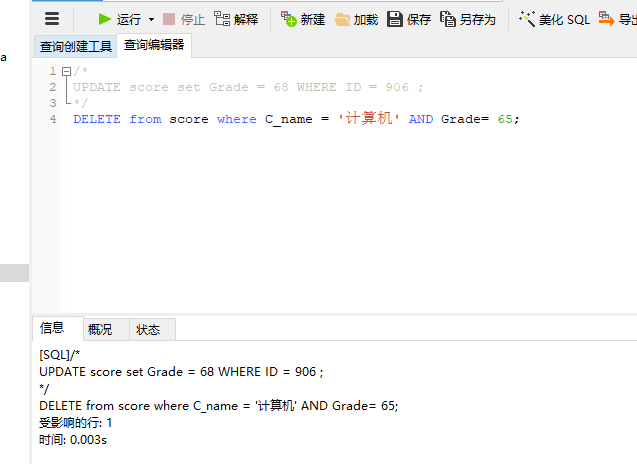 a
运行 停止 解释 新建 加载 保存 另存为 美化 SQL
查询创建工具 查询编辑器
1 /*
2 UPDATE score set Grade = 68 WHERE ID = 906 ;
3 */
4 DELETE from score where C_name = '计算机' AND Grade= 65;
信息 概况 状态
[SQL]/*
UPDATE score set Grade = 68 WHERE ID = 906 ;
*/
DELETE from score where C_name = '计算机' AND Grade= 65;
受影响的行: 1
时间: 0.003s